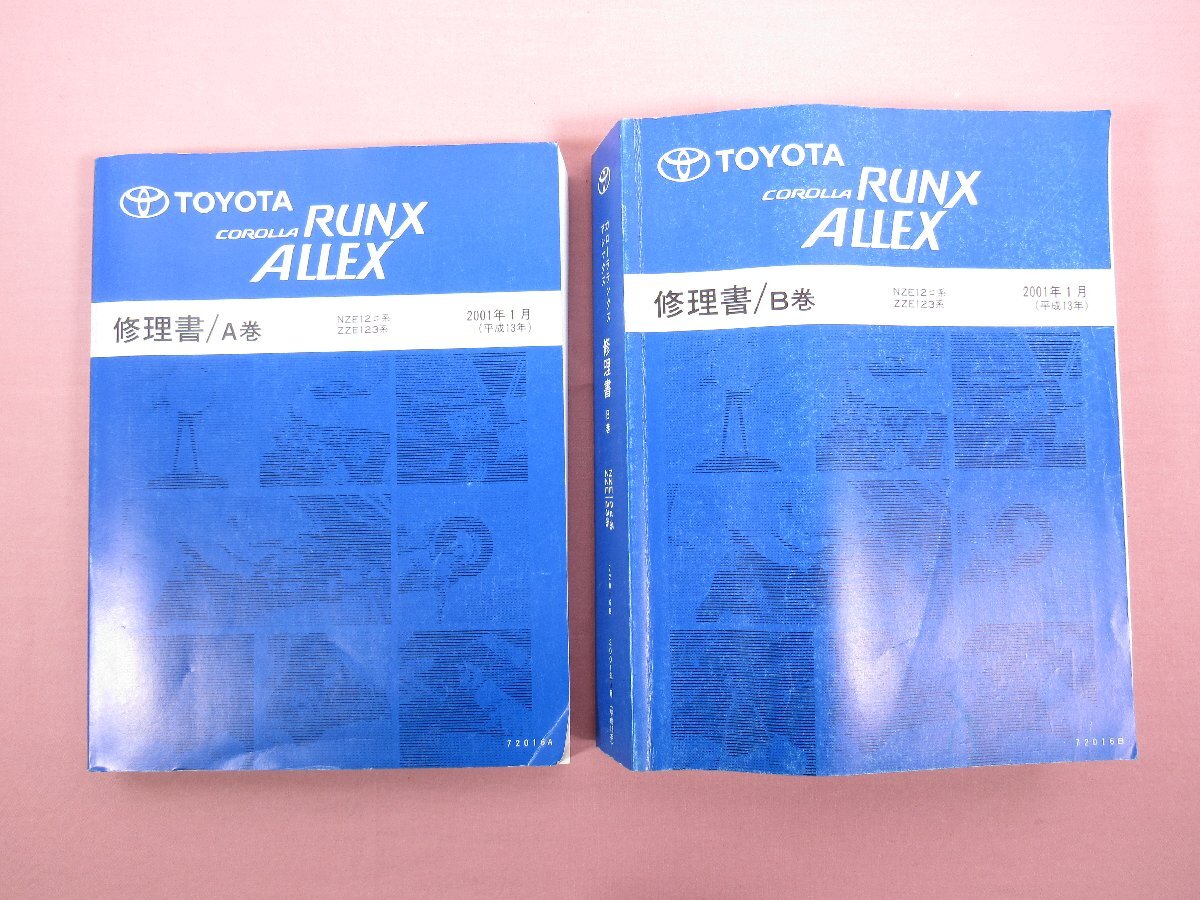 TOYOTA
COROLLA RUNX
ALLEX
修理書/A巻
NZE12#系
ZZE123系
2001年1月
(平成13年)
72016A
修理書 B巻
TOYOTA
COROLLA RUNX
ALLEX
修理書/B巻
NZE12#系
ZZE123系
2001年1月
(平成13年)
72016B